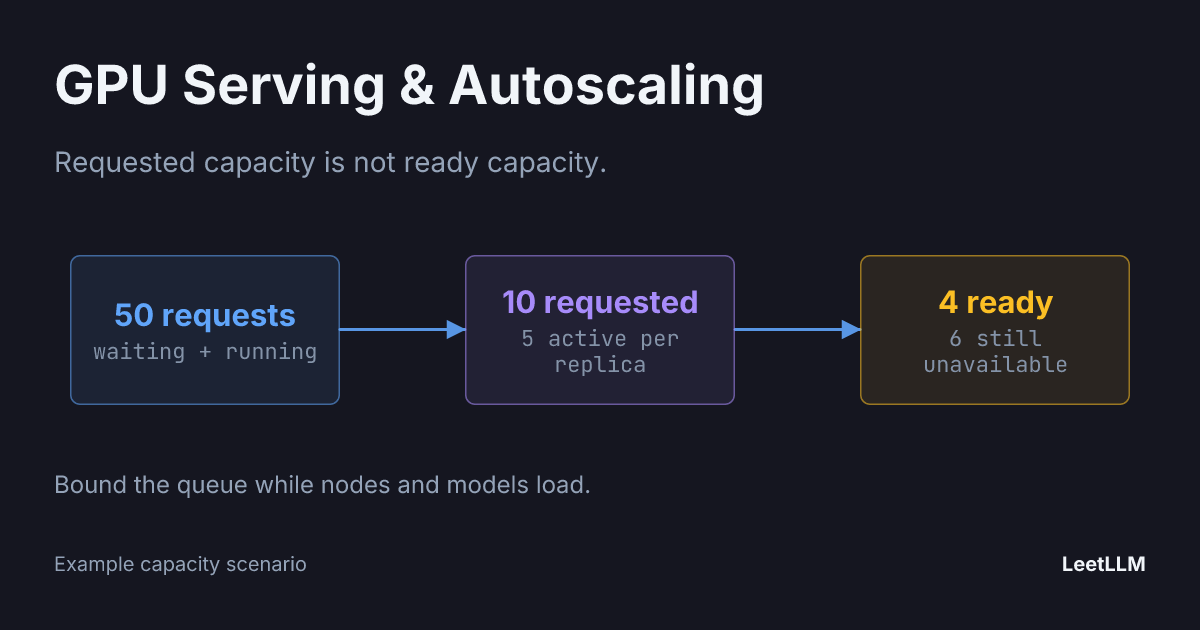 GPU Serving & Autoscaling
Requested capacity is not ready capacity.
50 requests
waiting + running
10 requested
5 active per
replica
4 ready
6 still
unavailable
Bound the queue while nodes and models load.
Example capacity scenario
LeetLLM